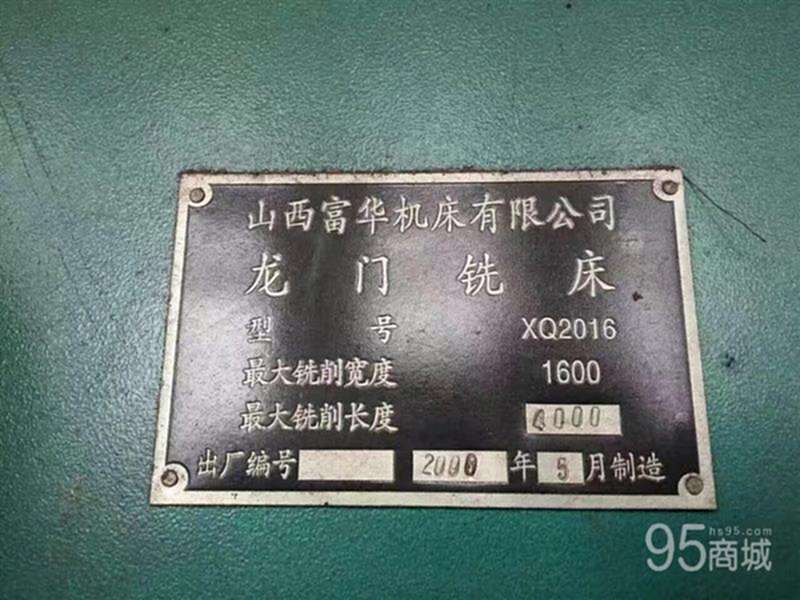 山西富华机床有限公司
龙门铣床
型号 XQ2016
最大铣削宽度 1600
最大铣削长度 4000
出厂编号 2000 年 5 月制造
95商城
hs95.com